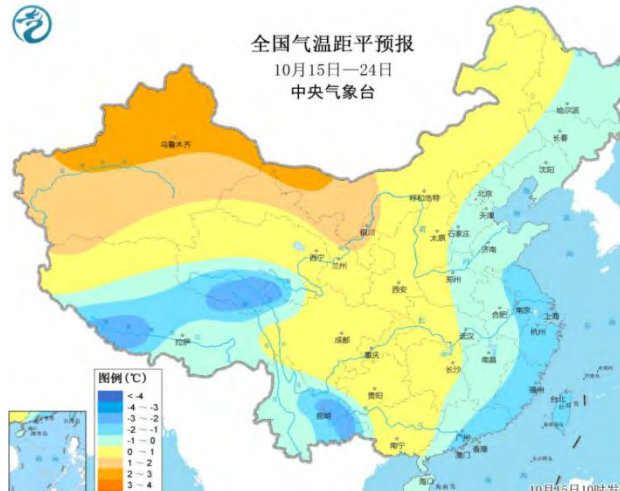 全国气温距平预报
10月15日—24日
中央气象台
哈尔滨
长春
乌鲁木齐
沈阳
呼和浩特
北京
天津
银川
太原
石家庄
济南
西宁
兰州
郑州
西安
合肥
南京
上海
拉萨
成都
武汉
杭州
重庆
南昌
长沙
贵阳
福州
台北
昆明
广州
南宁
香港
澳门
海口
图例(℃)
< -4
-4 ~ -3
-3 ~ -2
-2 ~ -1
-1 ~ 0
0 ~ 1
1 ~ 2
2 ~ 3
3 ~ 4